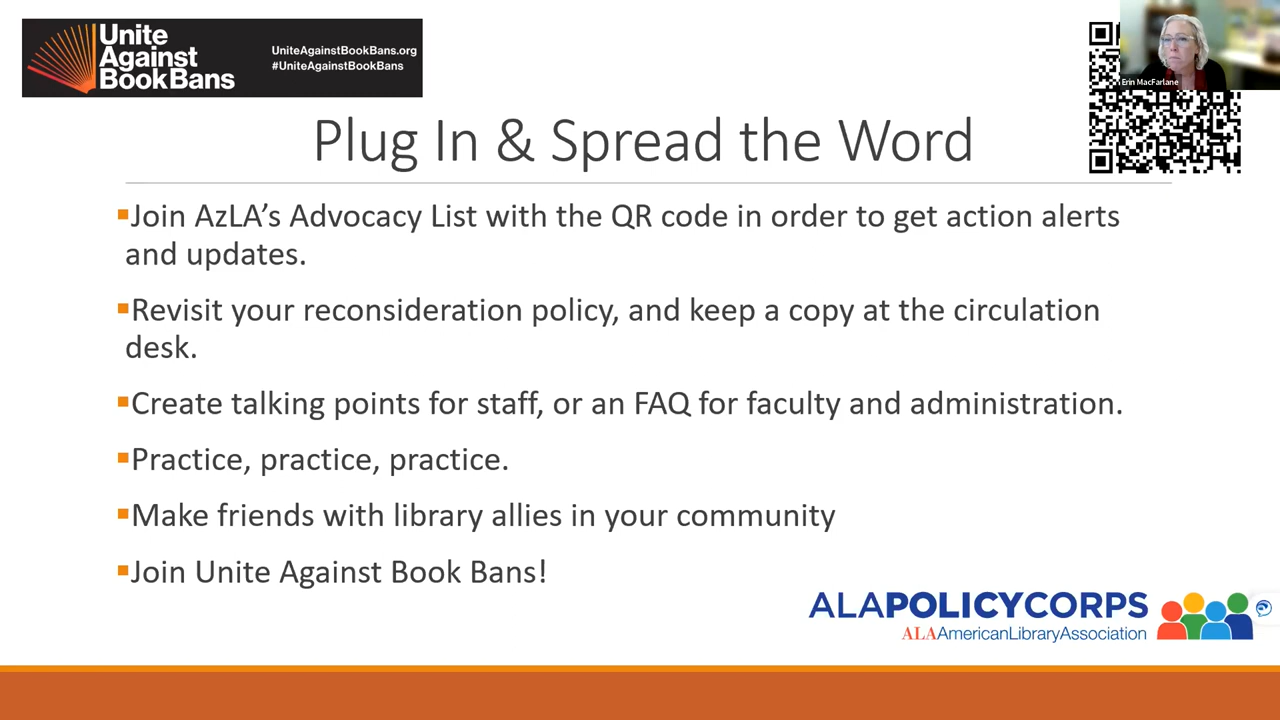 Unite
Against
BookBans
UniteAgainstBookBans.org
#UniteAgainstBookBans
Erin MacFarlane
Plug In & Spread the Word
▪Join AzLA's Advocacy List with the QR code in order to get action alerts
and updates.
▪Revisit your reconsideration policy, and keep a copy at the circulation
desk.
▪Create talking points for staff, or an FAQ for faculty and administration.
▪Practice, practice, practice.
▪Make friends with library allies in your community
▪Join Unite Against Book Bans!
ALAPOLICYCORPS
ALAAmericanLibraryAssociation